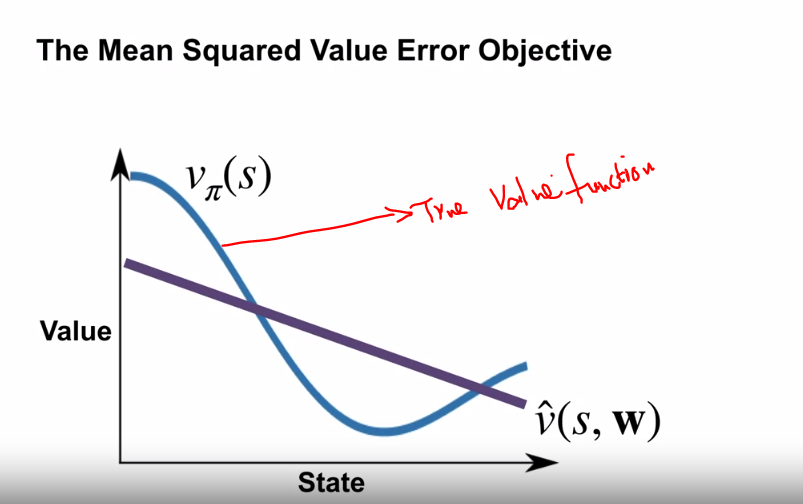 The Mean Squared Value Error Objective
vπ(s)
True Value function
Value
v̂(s, w)
State